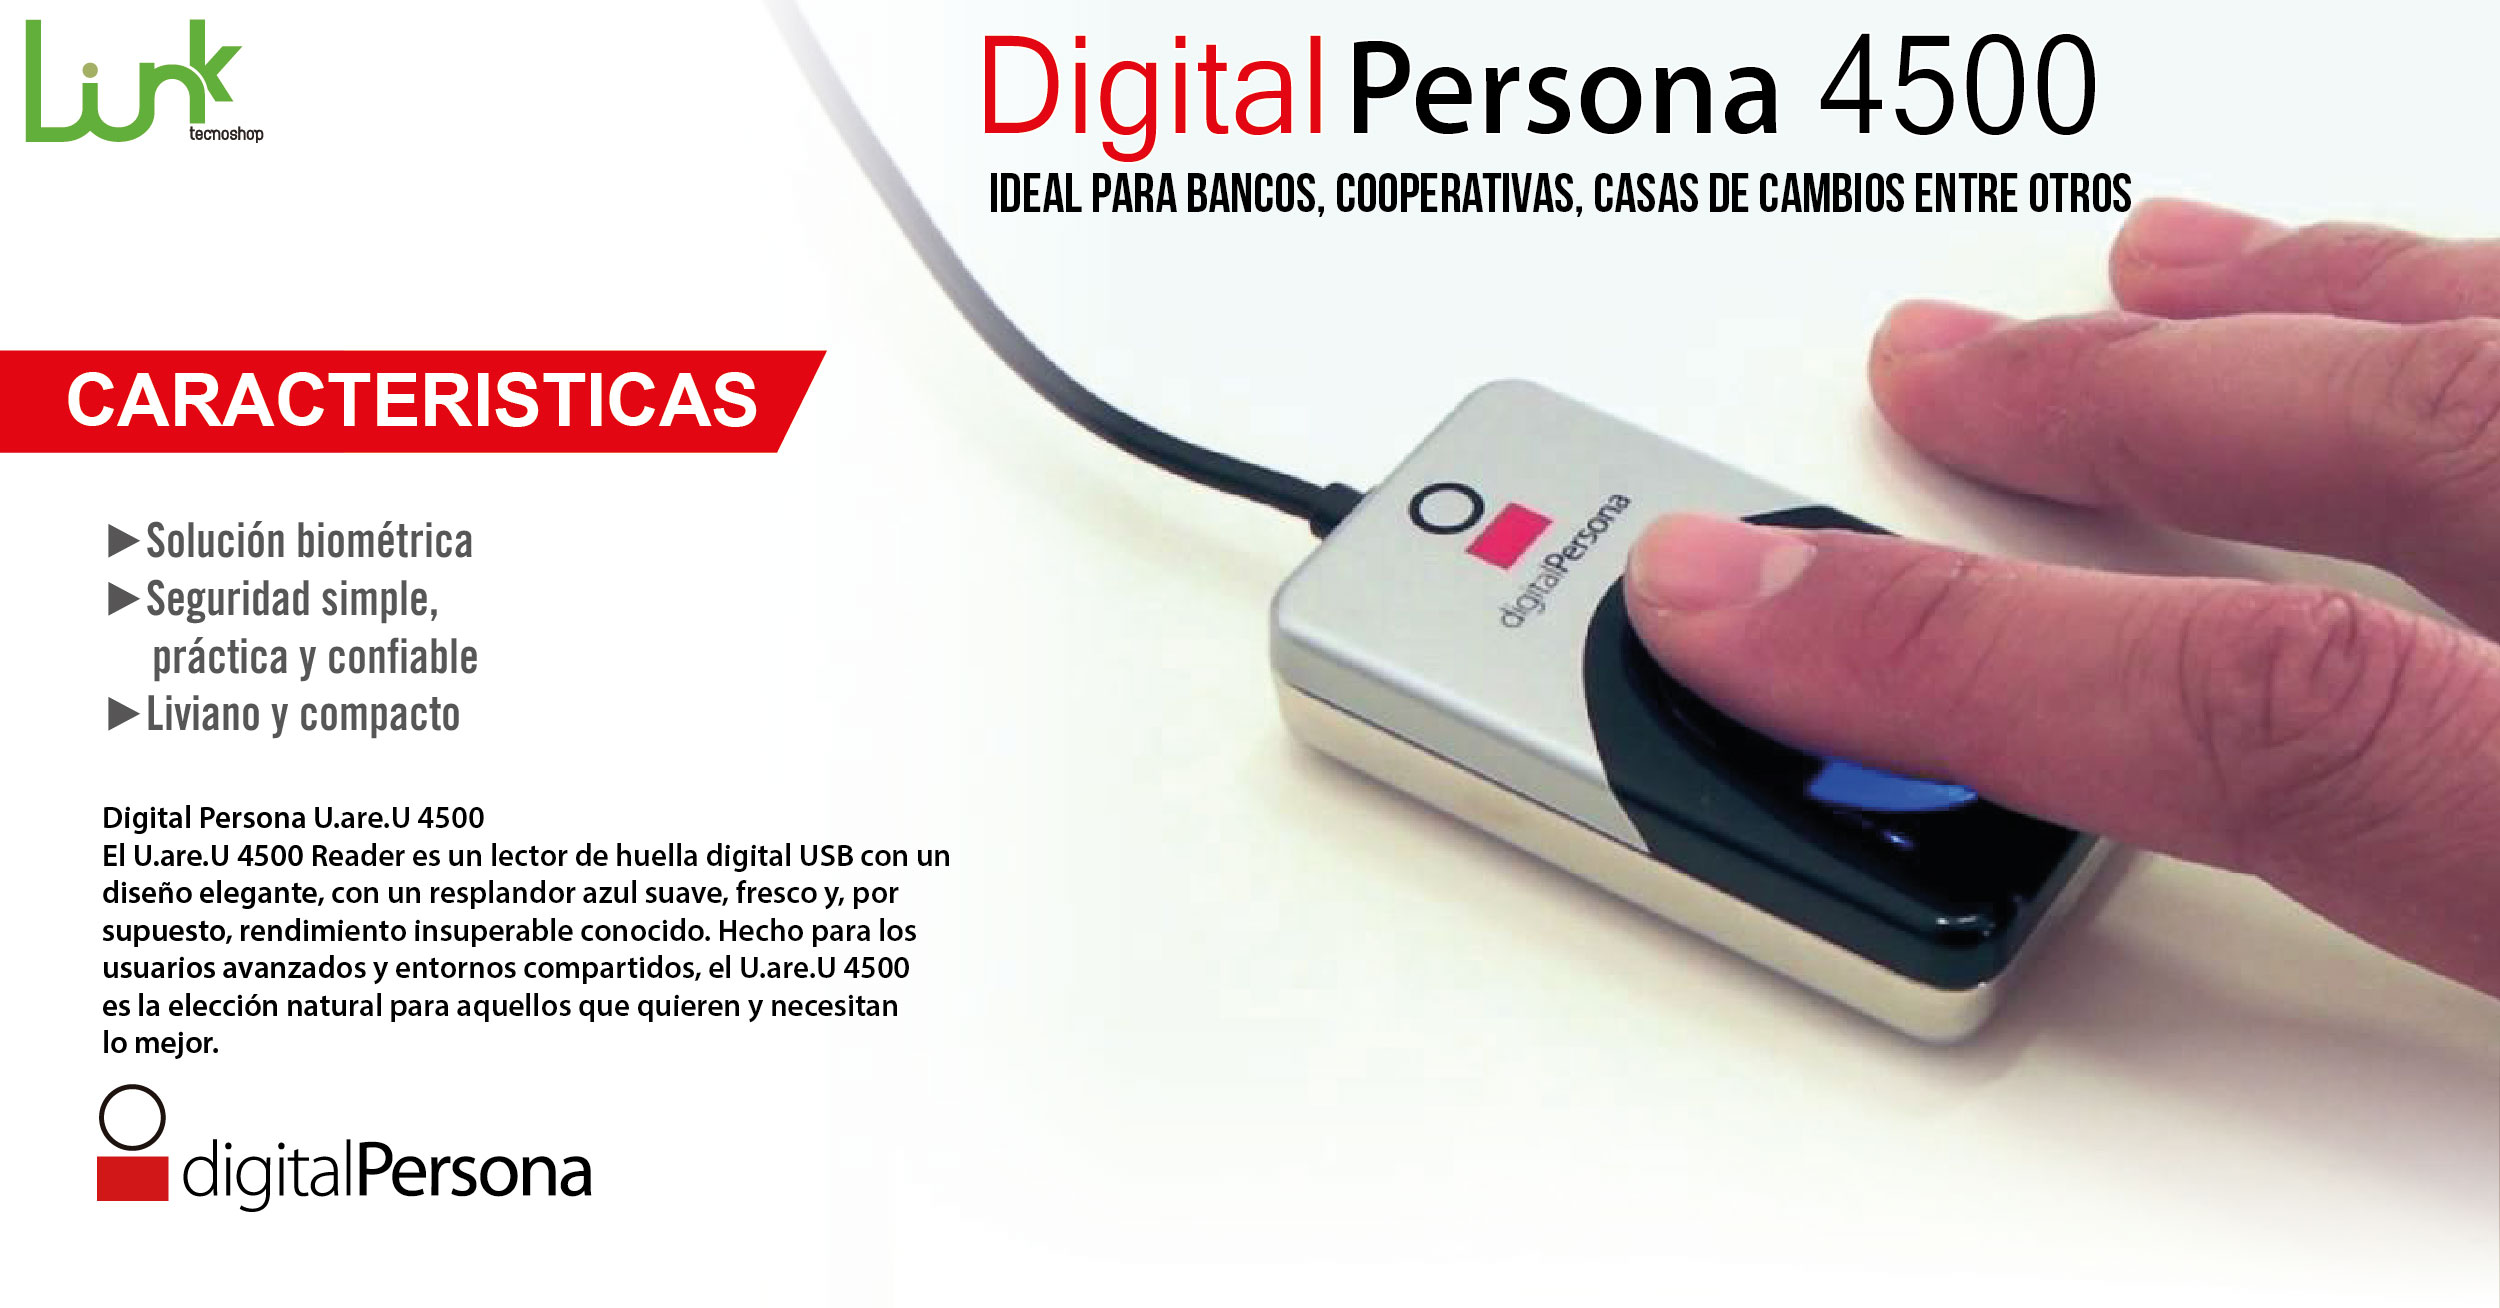 Link
tecnoshop
Digital Persona 4500
IDEAL PARA BANCOS, COOPERATIVAS, CASAS DE CAMBIOS ENTRE OTROS
CARACTERISTICAS
►Solución biométrica
►Seguridad simple,
práctica y confiable
►Liviano y compacto
digitalPersona
Digital Persona U.are.U 4500
El U.are.U 4500 Reader es un lector de huella digital USB con un
diseño elegante, con un resplandor azul suave, fresco y, por
supuesto, rendimiento insuperable conocido. Hecho para los
usuarios avanzados y entornos compartidos, el U.are.U 4500
es la elección natural para aquellos que quieren y necesitan
lo mejor.
digitalPersona